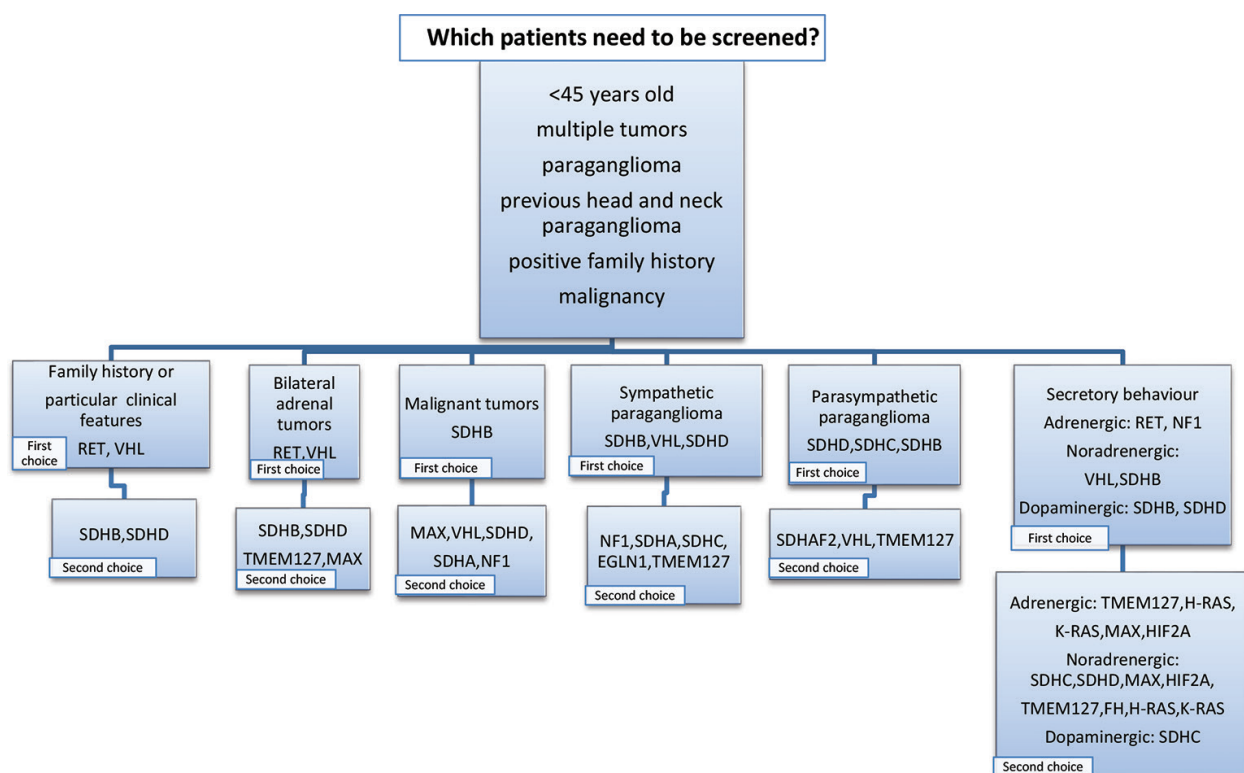 Which patients need to be screened?
<45 years old
multiple tumors
paraganglioma
previous head and neck
paraganglioma
positive family history
malignancy
Family history or
particular clinical
features
RET, VHL
First
choice
SDHB,SDHD
Second choice
Bilateral
adrenal
tumors
RET,VHL
First choice
SDHB,SDHD
TMEM127,MAX
Second choice
Malignant tumors
SDHB
First choice
MAX,VHL,SDHD,
SDHA,NF1
Second choice
Sympathetic
paraganglioma
SDHB,VHL,SDHD
First choice
NF1,SDHA,SDHC,
EGLN1,TMEM127
Second choice
Parasympathetic
paraganglioma
SDHD,SDHC,SDHB
First choice
SDHAF2,VHL,TMEM127
Second choice
Secretory behaviour
Adrenergic: RET, NF1
Noradrenergic:
VHL,SDHB
Dopaminergic: SDHB, SDHD
First choice
Adrenergic: TMEM127,H-RAS,
K-RAS,MAX,HIF2A
Noradrenergic:
SDHC,SDHD,MAX,HIF2A,
TMEM127,FH,H-RAS,K-RAS
Dopaminergic: SDHC
Second choice